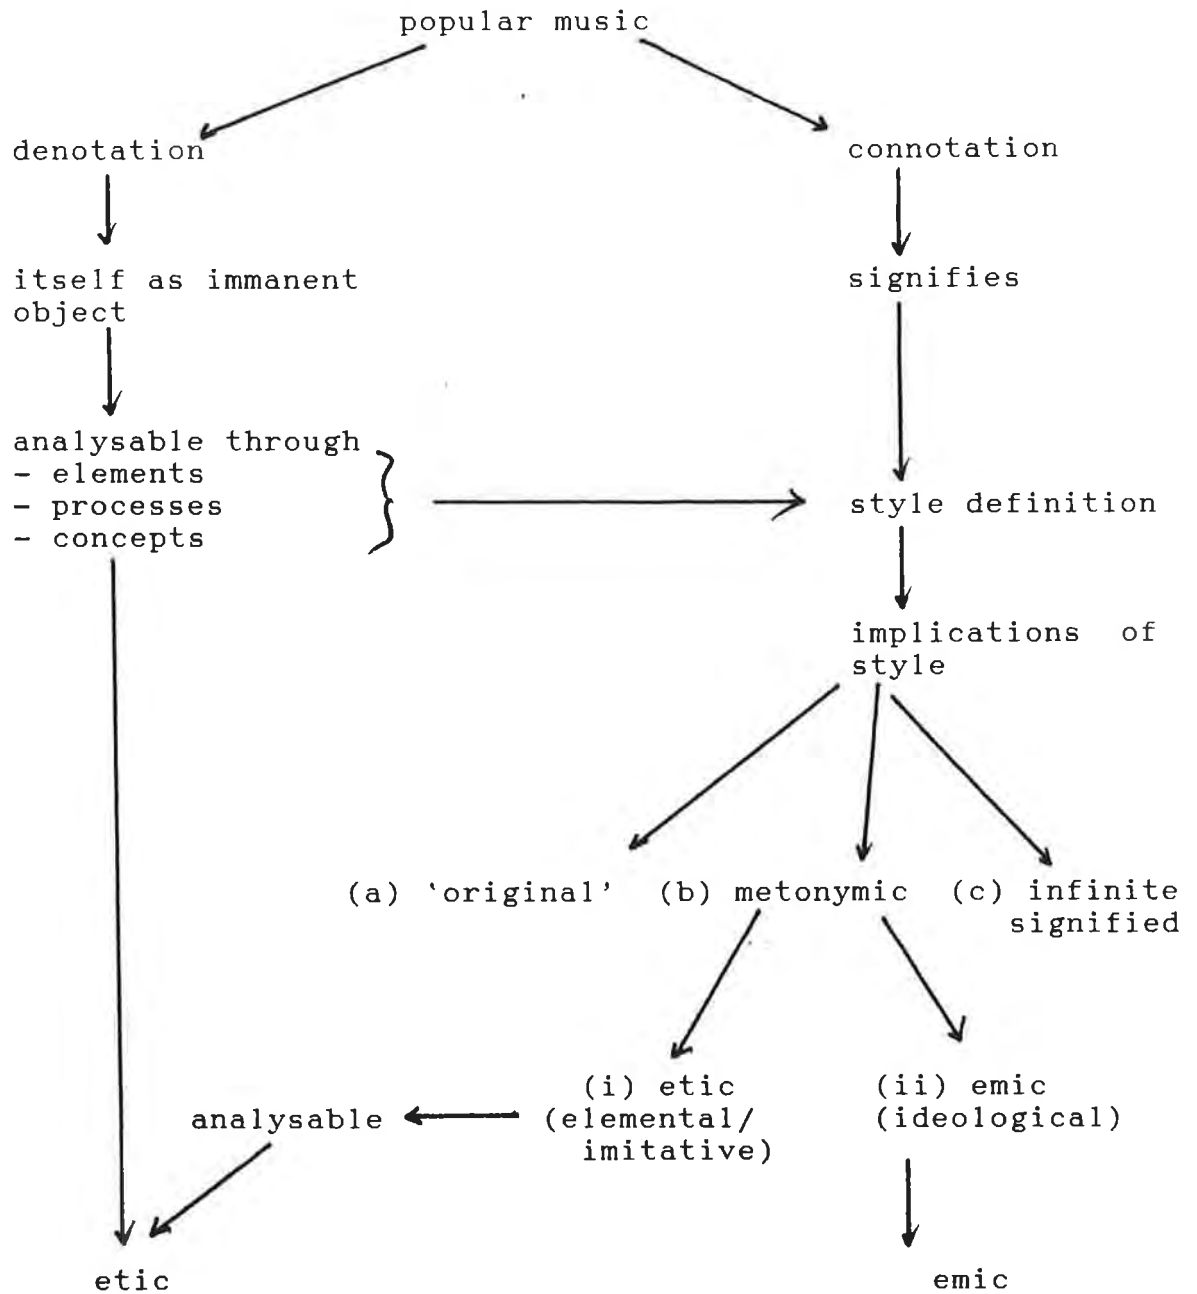 popular music
denotation
connotation
itself as immanent
object
signifies
analysable through
- elements
- processes
- concepts
style definition
implications of
style
(a) 'original'
(b) metonymic
(c) infinite
signified
(i) etic
(elemental/
imitative)
(ii) emic
(ideological)
analysable
etic
emic